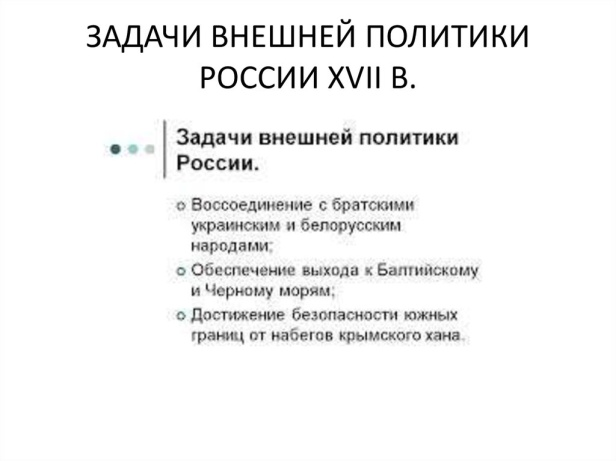 ЗАДАЧИ ВНЕШНЕЙ ПОЛИТИКИ
РОССИИ XVII В.
Задачи внешней политики
России.
Воссоединение с братскими
украинским и белорусским
народами;
Обеспечение выхода к Балтийскому
и Черному морям;
Достижение безопасности южных
границ от набегов крымского хана.